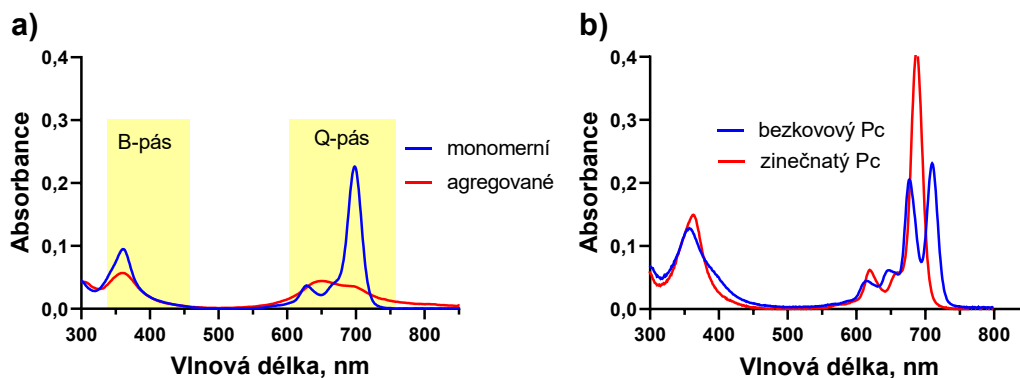 a)
0,4
0,3
0,2
0,1
0,0
Absorbance
B-pás
Q-pás
monomerní
agregované
300 400 500 600 700 800
Vlnová délka, nm
b)
0,4
0,3
0,2
0,1
0,0
Absorbance
bezkovový Pc
zinečnatý Pc
300 400 500 600 700 800
Vlnová délka, nm